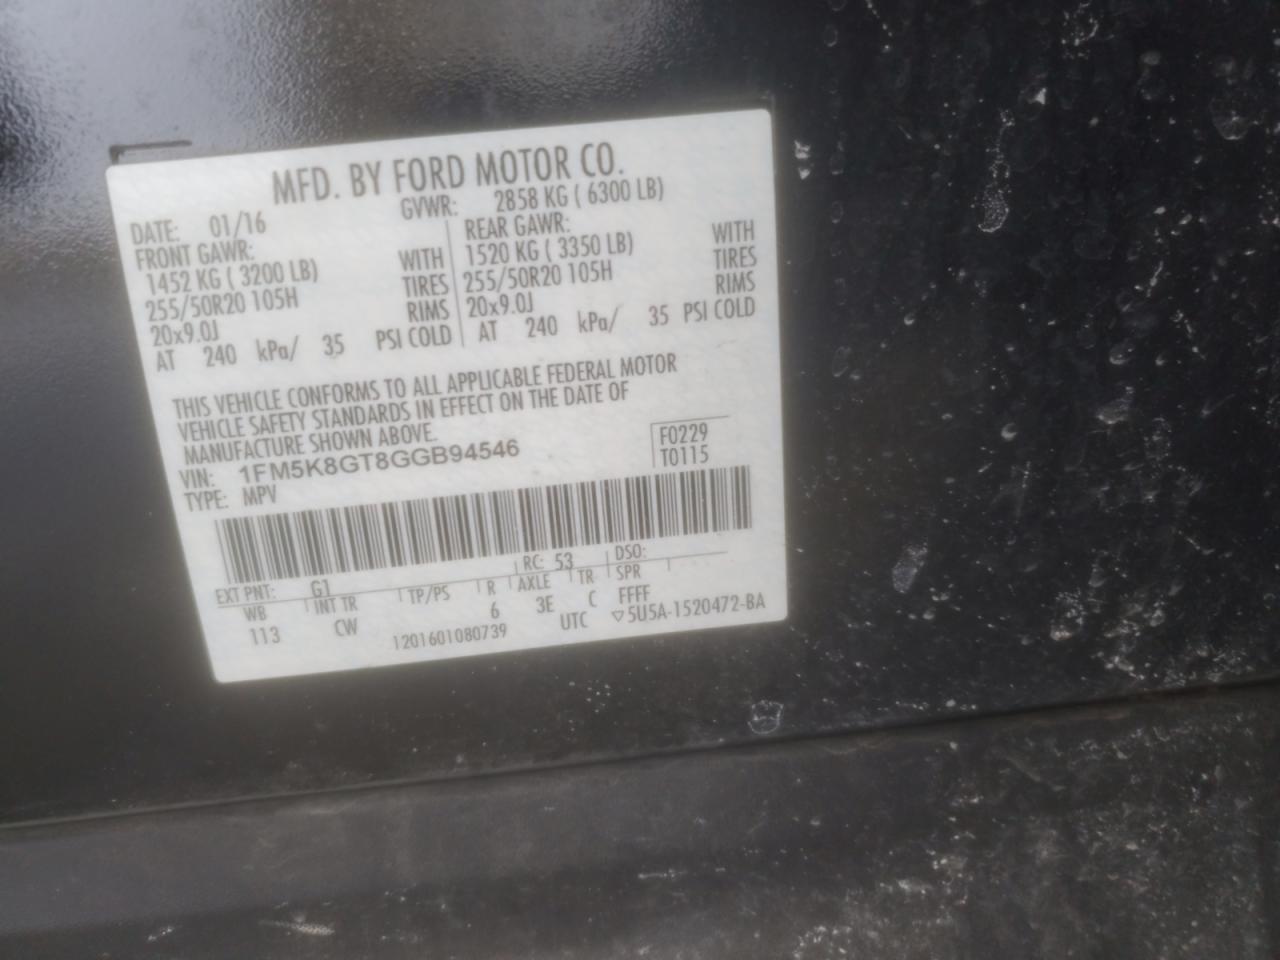 MFD. BY FORD MOTOR CO.
DATE: 01/16 GVWR: 2858 KG ( 6300 LB)
FRONT GAWR: REAR GAWR:
1452 KG ( 3200 LB) WITH 1520 KG ( 3350 LB) WITH
255/50R20 105H TIRES 255/50R20 105H TIRES
20x9.0J RIMS 20x9.0J RIMS
AT 240 kPa/ 35 PSI COLD AT 240 kPa/ 35 PSI COLD
THIS VEHICLE CONFORMS TO ALL APPLICABLE FEDERAL MOTOR
VEHICLE SAFETY STANDARDS IN EFFECT ON THE DATE OF
MANUFACTURE SHOWN ABOVE.
VIN: 1FM5K8GT8GGB94546 F0229
TYPE: MPV T0115
EXT PNT: G1 RC: 53 DSO:
WB INT TR TP/PS R AXLE TR SPR
113 CW 6 3E C FFFF
1201601080739 UTC ▽5U5A-1520472-BA